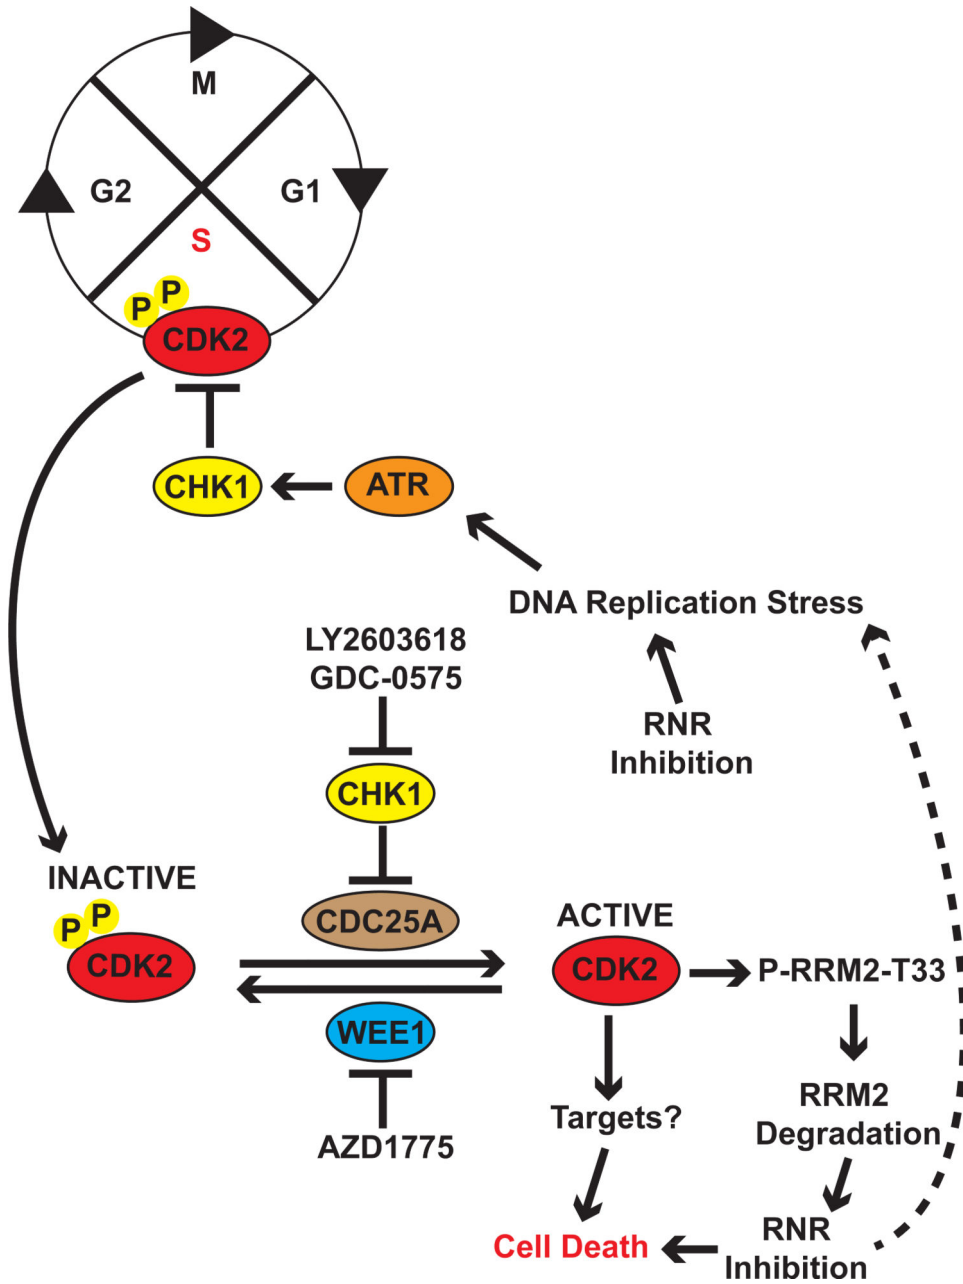 M
G2
G1
S
P
P
CDK2
CHK1
ATR
DNA Replication Stress
LY2603618
GDC-0575
RNR
Inhibition
CHK1
INACTIVE
P
P
CDK2
CDC25A
ACTIVE
CDK2
P-RRM2-T33
WEE1
AZD1775
Targets?
RRM2
Degradation
Cell Death
RNR
Inhibition